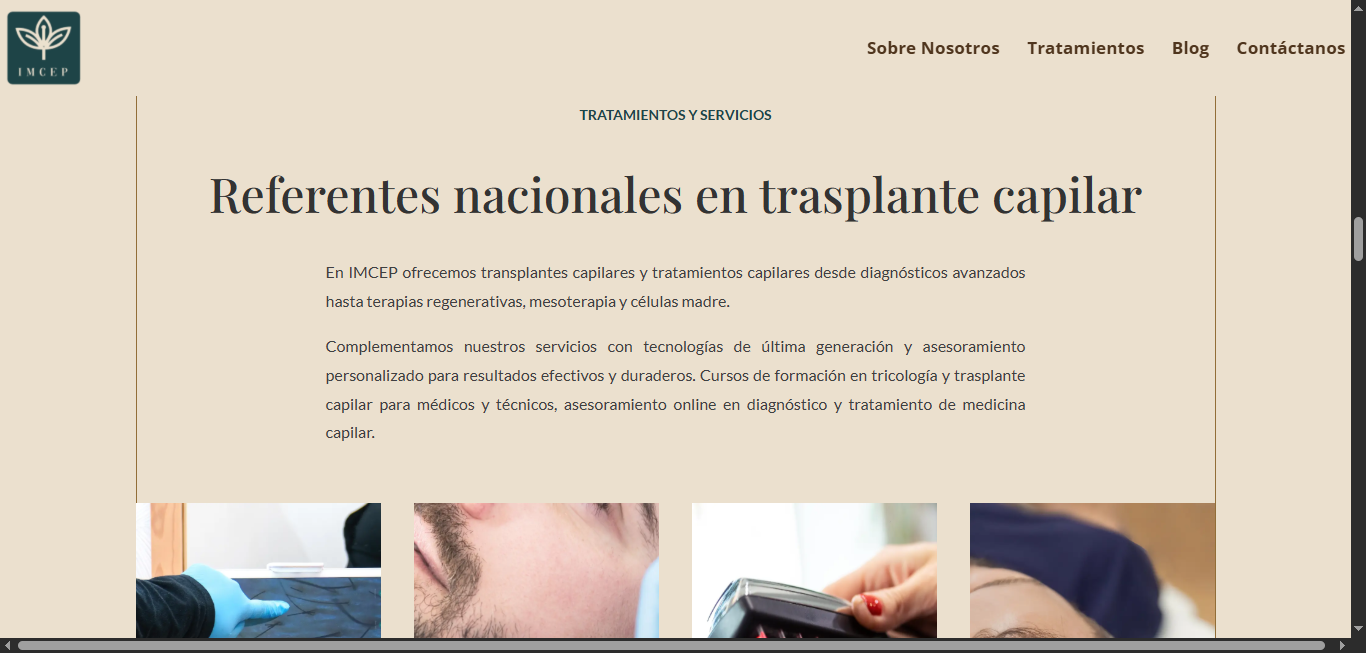 IMCEP
Sobre Nosotros Tratamientos Blog Contáctanos
TRATAMIENTOS Y SERVICIOS
Referentes nacionales en trasplante capilar
En IMCEP ofrecemos transplantes capilares y tratamientos capilares desde diagnósticos avanzados
hasta terapias regenerativas, mesoterapia y células madre.
Complementamos nuestros servicios con tecnologías de última generación y asesoramiento
personalizado para resultados efectivos y duraderos. Cursos de formación en tricología y trasplante
capilar para médicos y técnicos, asesoramiento online en diagnóstico y tratamiento de medicina
capilar.